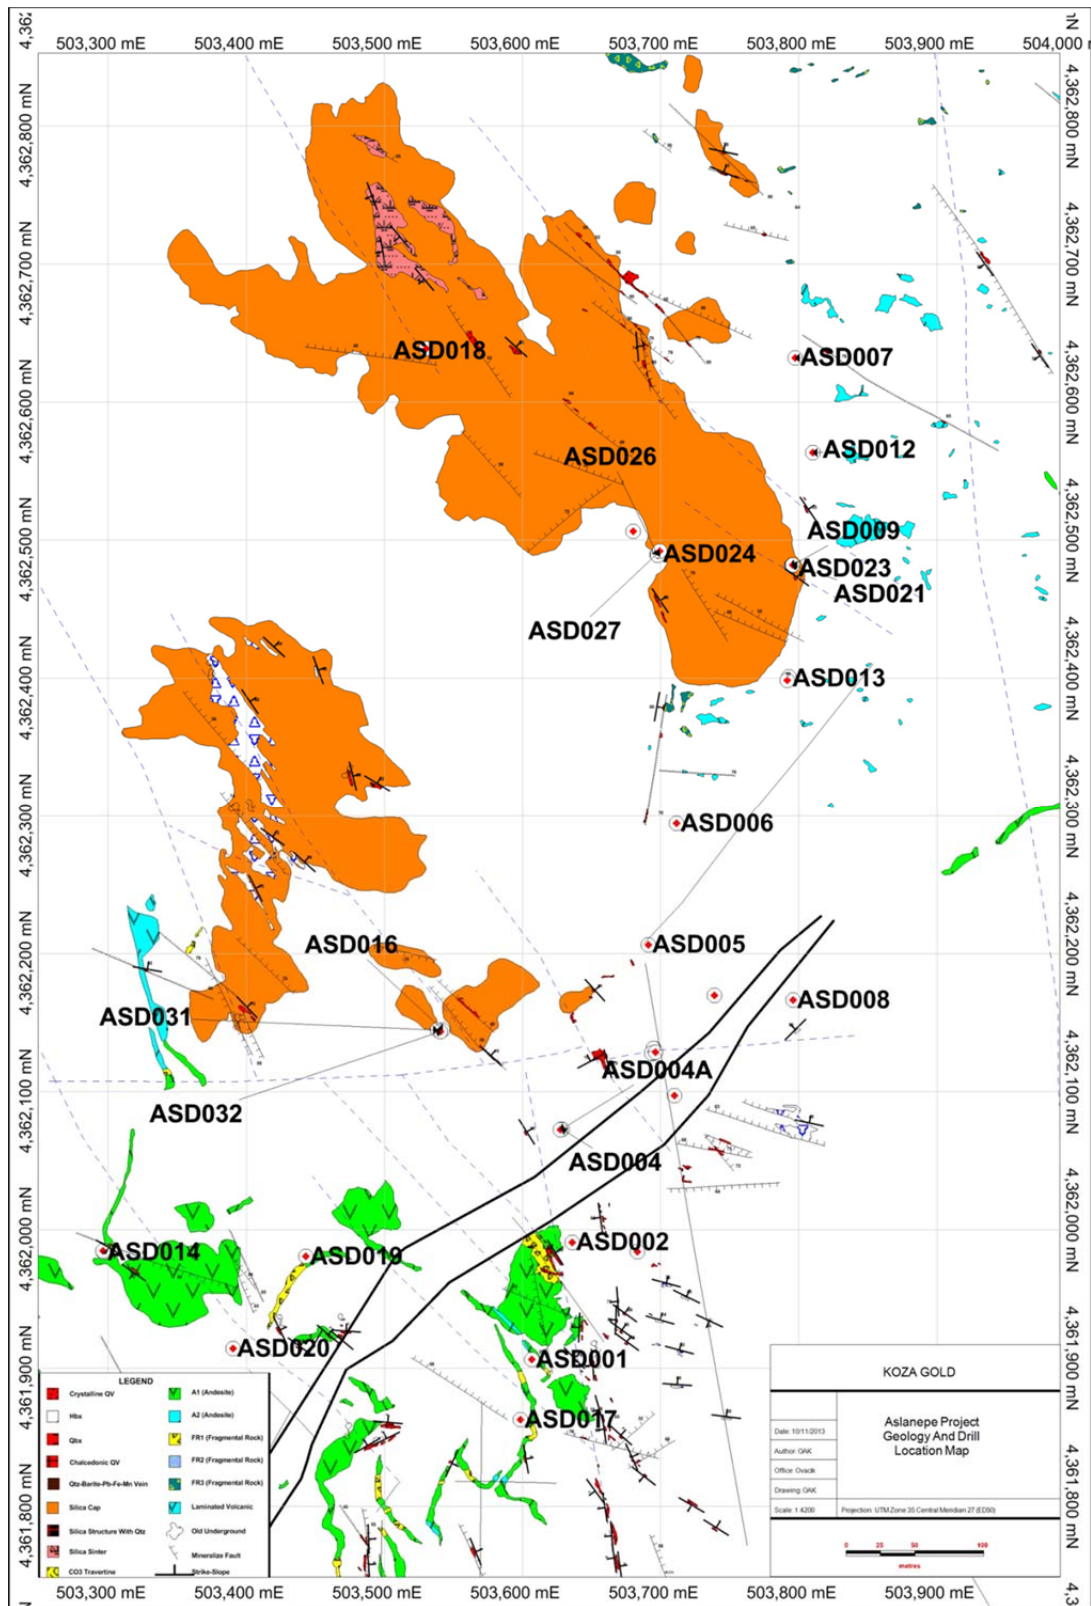 503,300 mE 503,400 mE 503,500 mE 503,600 mE 503,700 mE 503,800 mE 503,900 mE
4,362,800 mN
4,362,800 mN
4,362,700 mN
4,362,700 mN
ASD018
ASD007
4,362,600 mN
4,362,600 mN
ASD026
ASD012
ASD009
4,362,500 mN
4,362,500 mN
ASD024
ASD023
ASD021
ASD027
4,362,400 mN
4,362,400 mN
ASD013
4,362,300 mN
4,362,300 mN
ASD006
ASD016
ASD005
4,362,200 mN
4,362,200 mN
ASD008
ASD031
ASD004A
4,362,100 mN
4,362,100 mN
ASD032
ASD004
4,362,000 mN
4,362,000 mN
ASD014
ASD019
ASD002
ASD020
ASD001
4,361,900 mN
4,361,900 mN
ASD017
4,361,800 mN
4,361,800 mN
LEGEND
Crystalline QV
Hbx
Qbx
Chalcedonic QV
Qtz-Barite-Pb-Fe-Mn Vein
Silica Cap
Silica Structure With Qtz
Silica Sinter
CO3 Travertine
A1 (Andesite)
A2 (Andesite)
FR1 (Fragmental Rock)
FR2 (Fragmental Rock)
FR3 (Fragmental Rock)
Laminated Volcanic
Old Underground
Mineralize Fault
Strike-Slope
KOZA GOLD
Date: 10/11/2013
Author: OAK
Office: Ovacik
Drawing: OAK
Scale: 1:4200
Aslanepe Project
Geology And Drill
Location Map
Projection: UTM Zone 35 Central Meridian 27 (ED50)
0 25 50 100
metres
503,300 mE 503,400 mE 503,500 mE 503,600 mE 503,700 mE 503,800 mE 503,900 mE